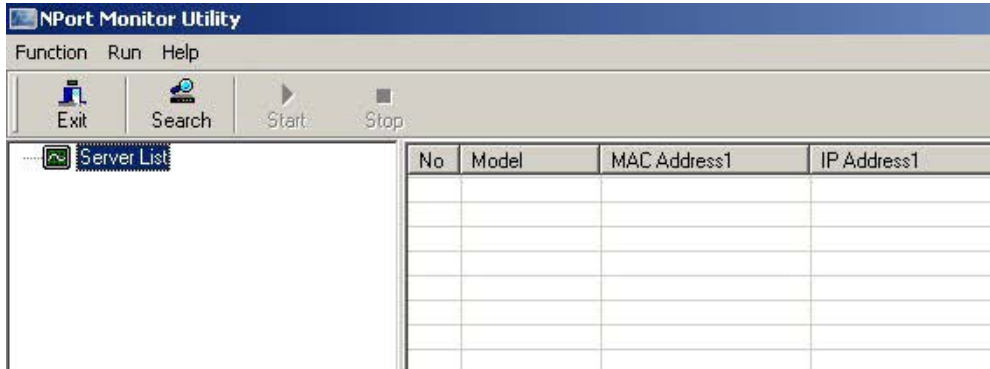 NPort Monitor Utility
Function Run Help
Exit Search Start Stop
Server List
No Model MAC Address1 IP Address1